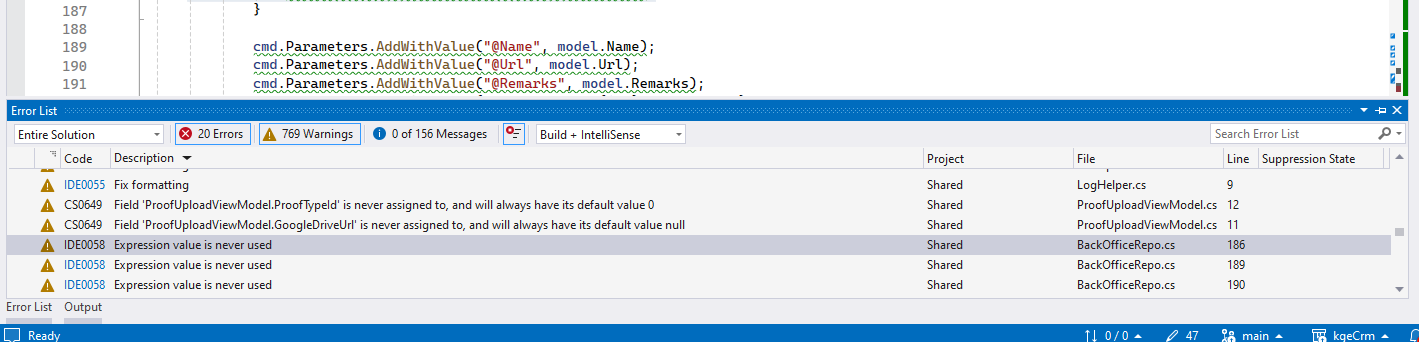 187 }
188
189 cmd.Parameters.AddWithValue("@Name", model.Name);
190 cmd.Parameters.AddWithValue("@Url", model.Url);
191 cmd.Parameters.AddWithValue("@Remarks", model.Remarks);
Error List
Entire Solution 20 Errors 769 Warnings 0 of 156 Messages Build + IntelliSense Search Error List
Code Description Project File Line Suppression State
IDE0055 Fix formatting Shared LogHelper.cs 9
CS0649 Field 'ProofUploadViewModel.ProofTypeId' is never assigned to, and will always have its default value 0 Shared ProofUploadViewModel.cs 12
CS0649 Field 'ProofUploadViewModel.GoogleDriveUrl' is never assigned to, and will always have its default value null Shared ProofUploadViewModel.cs 11
IDE0058 Expression value is never used Shared BackOfficeRepo.cs 186
IDE0058 Expression value is never used Shared BackOfficeRepo.cs 189
IDE0058 Expression value is never used Shared BackOfficeRepo.cs 190
Error List Output
Ready 0 / 0 47 main kgeCrm